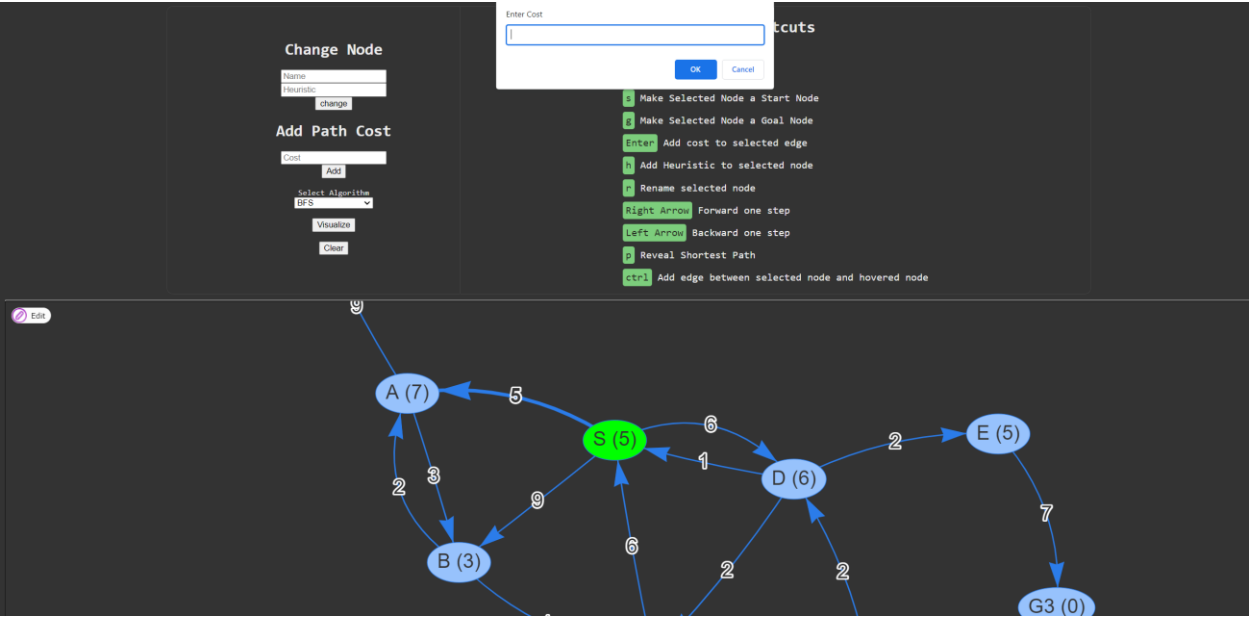 Enter Cost
OK
Cancel
tcuts
Change Node
Name
Heuristic
change
Add Path Cost
Cost
Add
Select Algorithm
BFS
Visualize
Clear
s Make Selected Node a Start Node
g Make Selected Node a Goal Node
Enter Add cost to selected edge
h Add Heuristic to selected node
r Rename selected node
Right Arrow Forward one step
Left Arrow Backward one step
p Reveal Shortest Path
ctrl Add edge between selected node and hovered node
Edit
9
A (7)
5
S (5)
6
1
D (6)
2
E (5)
3
2
9
7
6
B (3)
2
2
G3 (0)